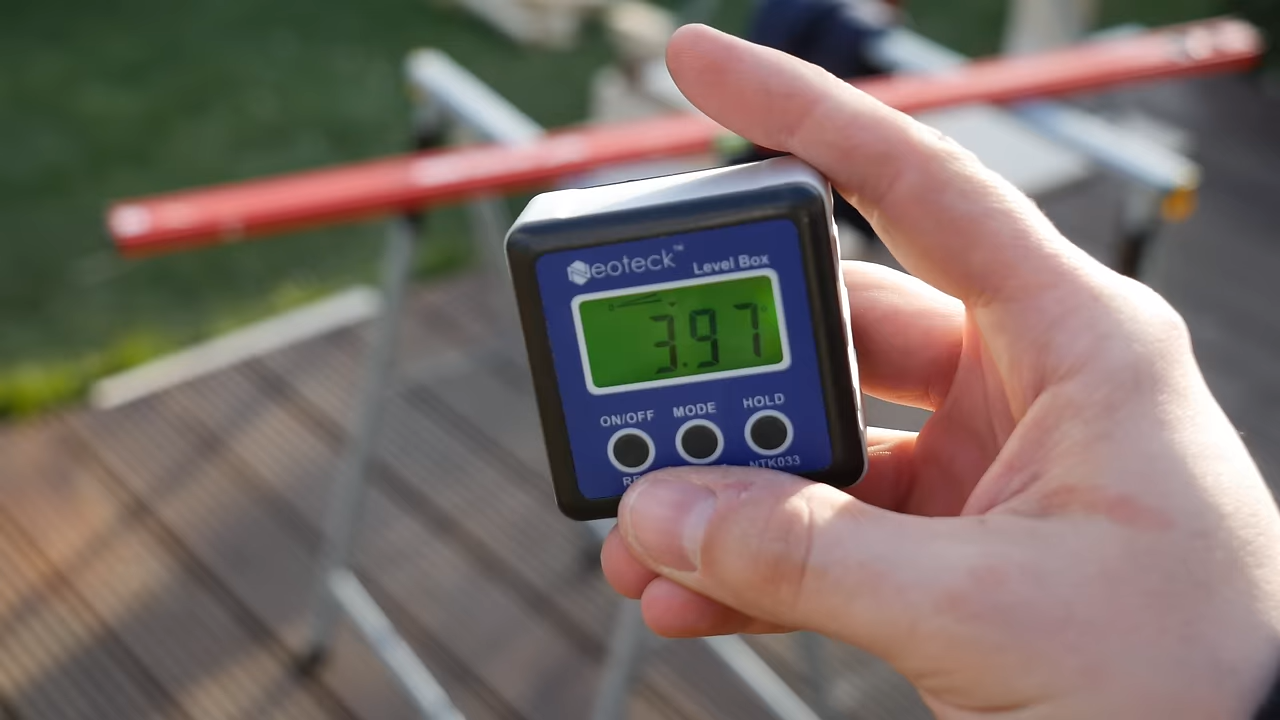 Neoteck™
Level Box
3.97°
ON/OFF MODE HOLD
NTK033